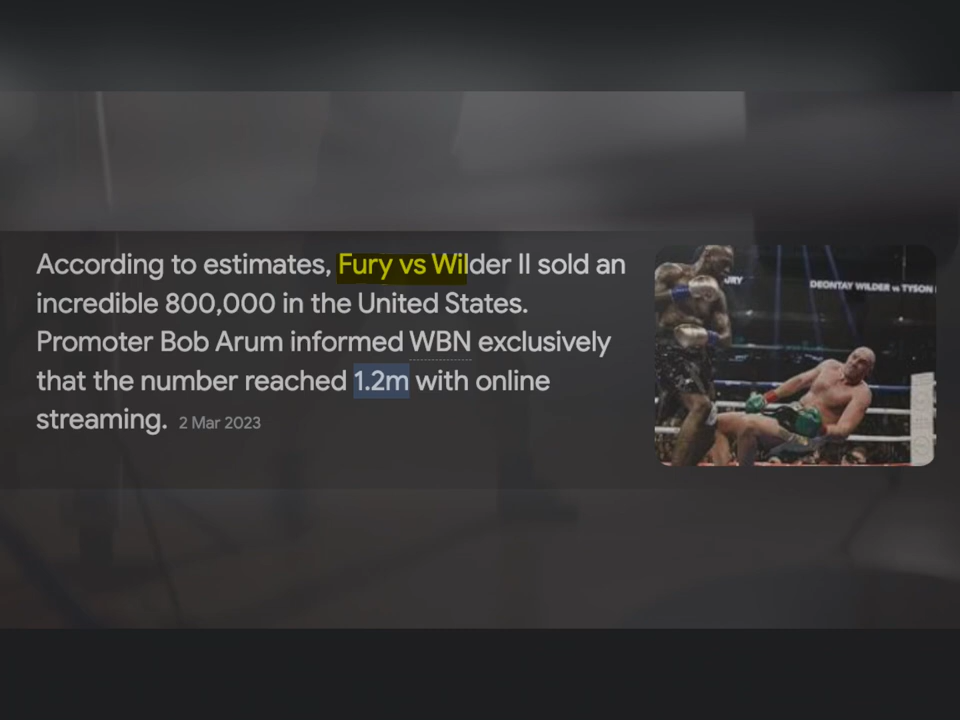 According to estimates, Fury vs Wilder II sold an
incredible 800,000 in the United States.
Promoter Bob Arum informed WBN exclusively
that the number reached 1.2m with online
streaming. 2 Mar 2023
URY
DEONTAY WILDER vs TYSON